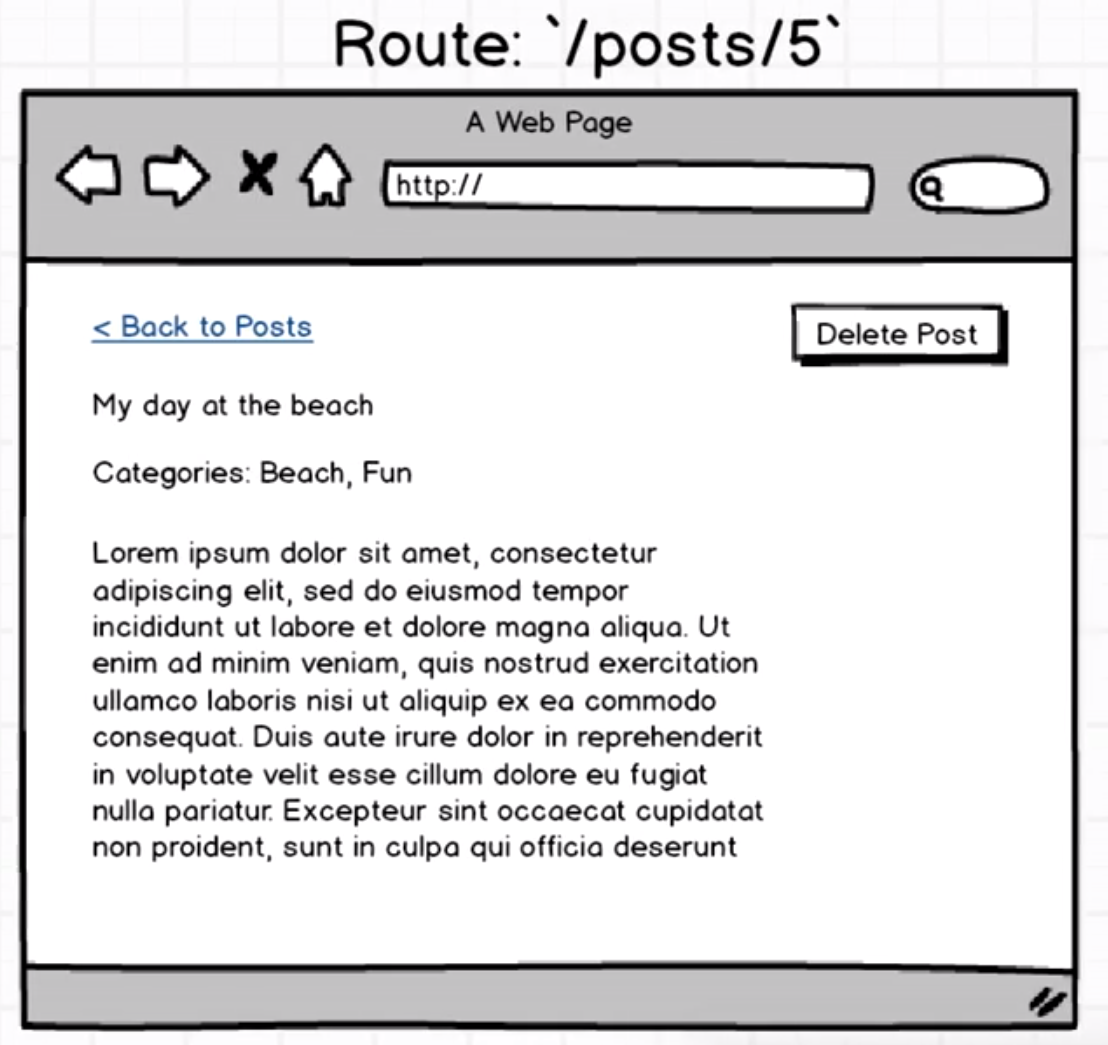 Route: `/posts/5`
A Web Page
http://
< Back to Posts
Delete Post
My day at the beach
Categories: Beach, Fun
Lorem ipsum dolor sit amet, consectetur
adipiscing elit, sed do eiusmod tempor
incididunt ut labore et dolore magna aliqua. Ut
enim ad minim veniam, quis nostrud exercitation
ullamco laboris nisi ut aliquip ex ea commodo
consequat. Duis aute irure dolor in reprehenderit
in voluptate velit esse cillum dolore eu fugiat
nulla pariatur. Excepteur sint occaecat cupidatat
non proident, sunt in culpa qui officia deserunt